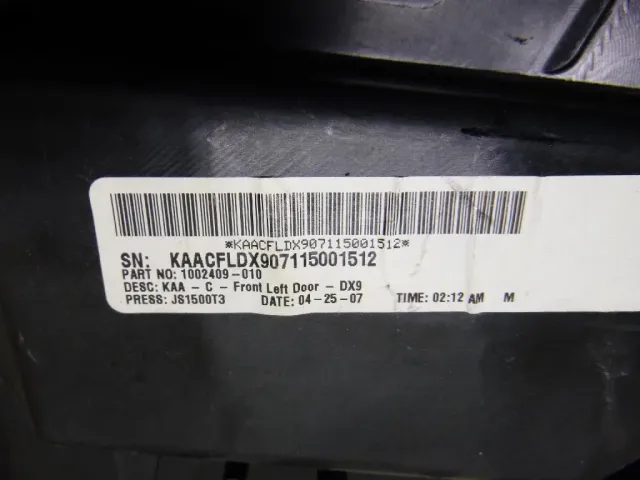 *KAACFLDX907115001512*
SN: KAACFLDX907115001512
PART NO: 1002409-010
DESC: KAA - C - Front Left Door - DX9
PRESS: JS1500T3 DATE: 04-25-07 TIME: 02:12 AM M